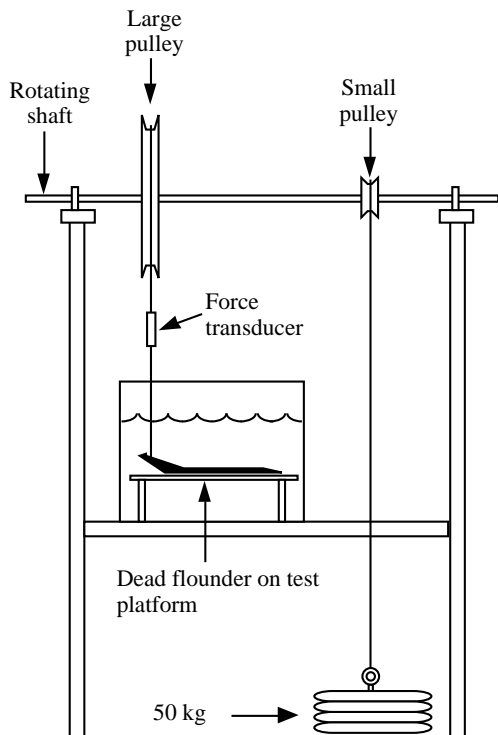 Large
pulley
Rotating
shaft
Small
pulley
Force
transducer
Dead flounder on test
platform
50 kg